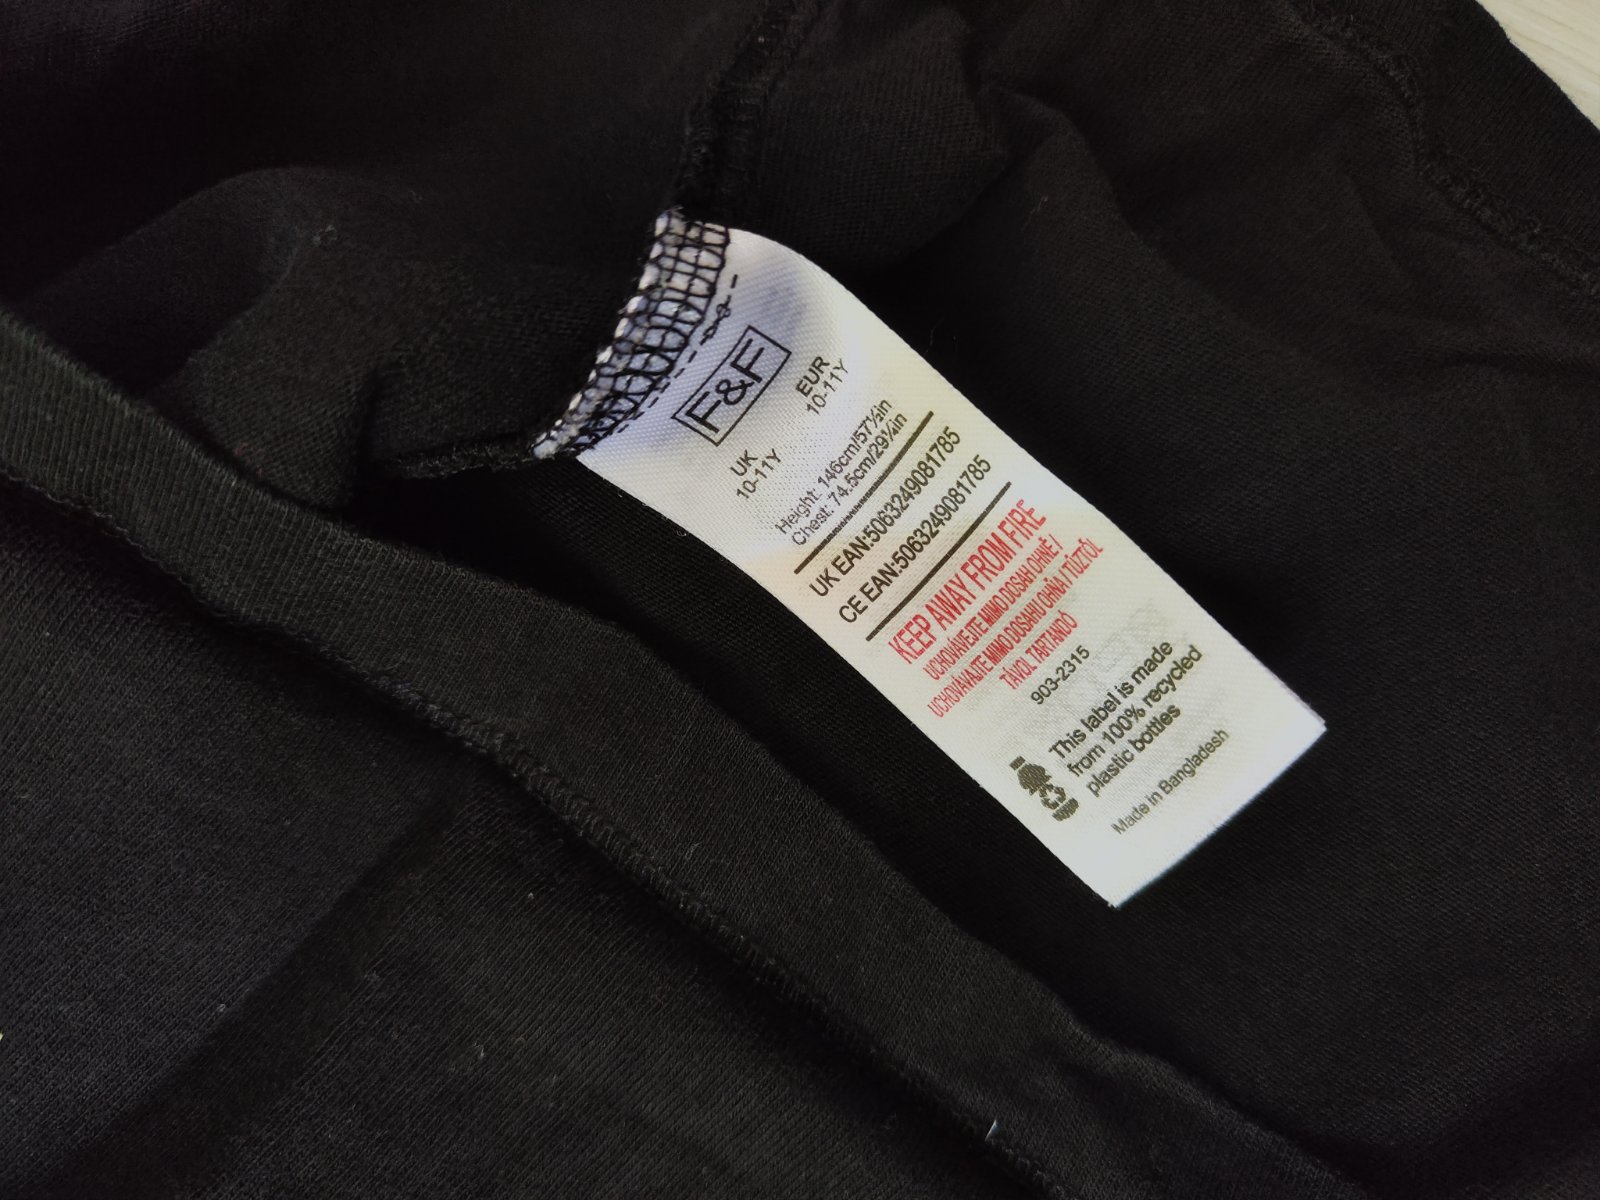 F&F
UK EUR
10-11Y 10-11Y
Height: 146cm/57½in
Chest: 74.5cm/29¼in
UK EAN:5063249081785
CE EAN:5063249081785
KEEP AWAY FROM FIRE
UCHOVÁVEJTE MIMO DOSAH OHNĚ /
UCHOVÁVAJTE MIMO DOSAHU OHŇA / TŰZTŐL
TÁVOL TARTANDÓ
903-2315
This label is made
from 100% recycled
plastic bottles
Made in Bangladesh